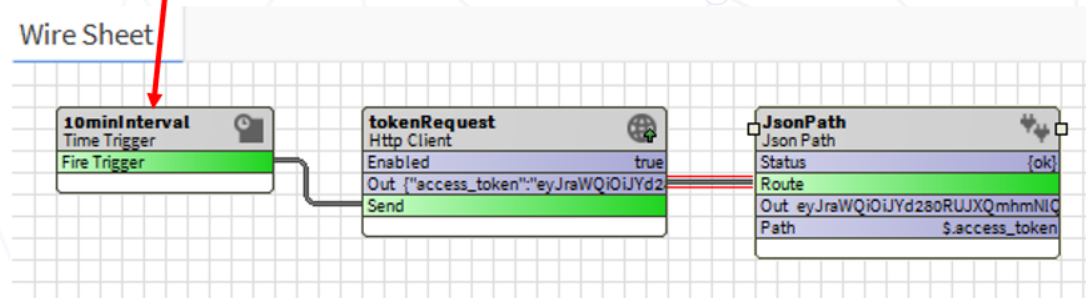 Wire Sheet
10minInterval
Time Trigger
Fire Trigger
tokenRequest
Http Client
Enabled true
Out {"access_token":"eyJraWQiOiJYd2
Send
JsonPath
Json Path
Status {ok}
Route
Out eyJraWQiOiJYd280RUJXQmhmNlQ
Path $.access_token